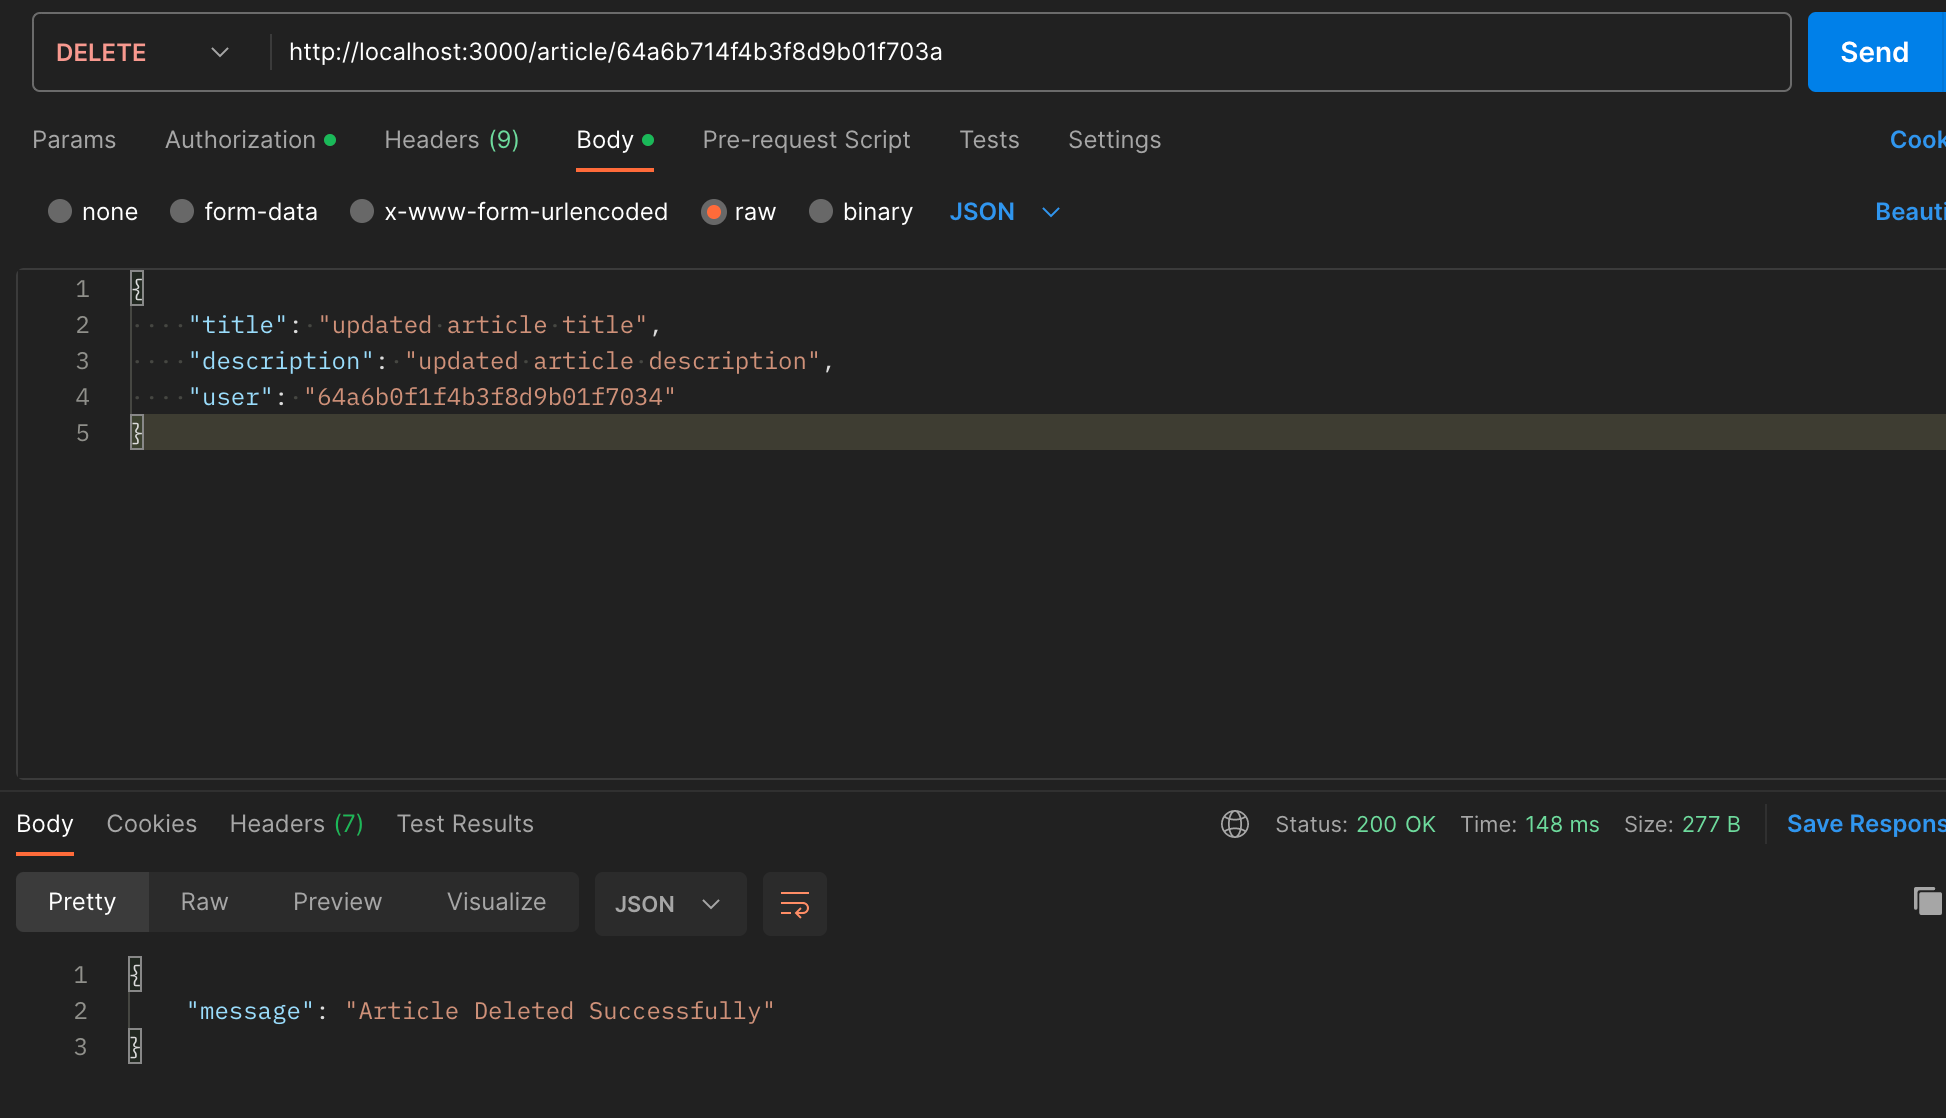 DELETE http://localhost:3000/article/64a6b714f4b3f8d9b01f703a Send
Params Authorization Headers (9) Body Pre-request Script Tests Settings Cook
none form-data x-www-form-urlencoded raw binary JSON Beauti
1 {
2 "title": "updated article title",
3 "description": "updated article description",
4 "user": "64a6b0f1f4b3f8d9b01f7034"
5 }
Body Cookies Headers (7) Test Results Status: 200 OK Time: 148 ms Size: 277 B Save Respons
Pretty Raw Preview Visualize JSON
1 {
2 "message": "Article Deleted Successfully"
3 }